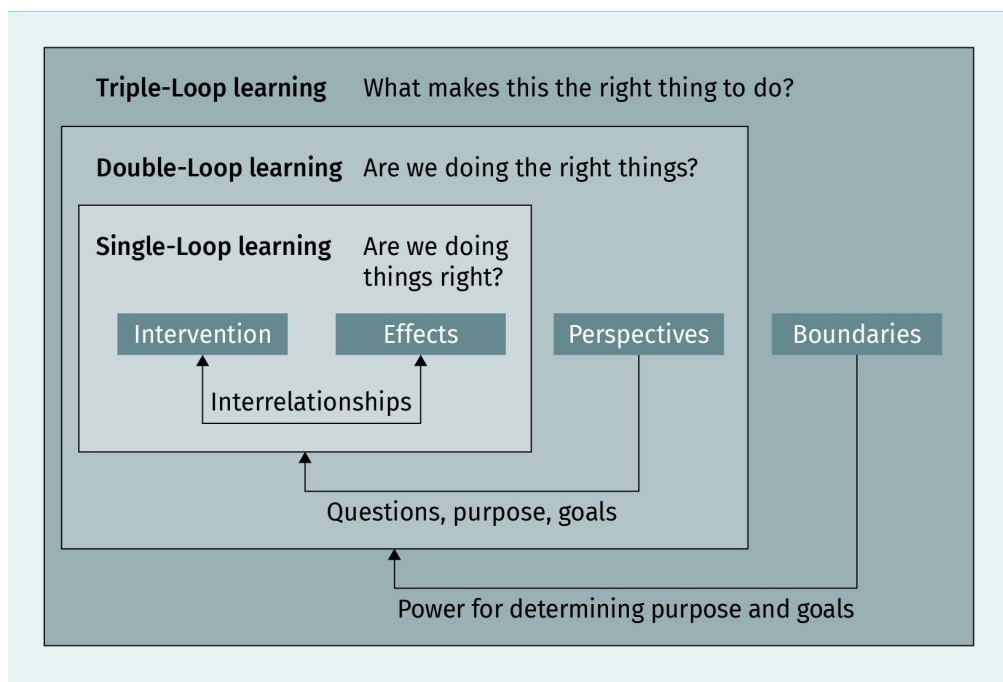 Triple-Loop learning What makes this the right thing to do?
Double-Loop learning Are we doing the right things?
Single-Loop learning Are we doing
things right?
Intervention Effects Perspectives Boundaries
Interrelationships
Questions, purpose, goals
Power for determining purpose and goals